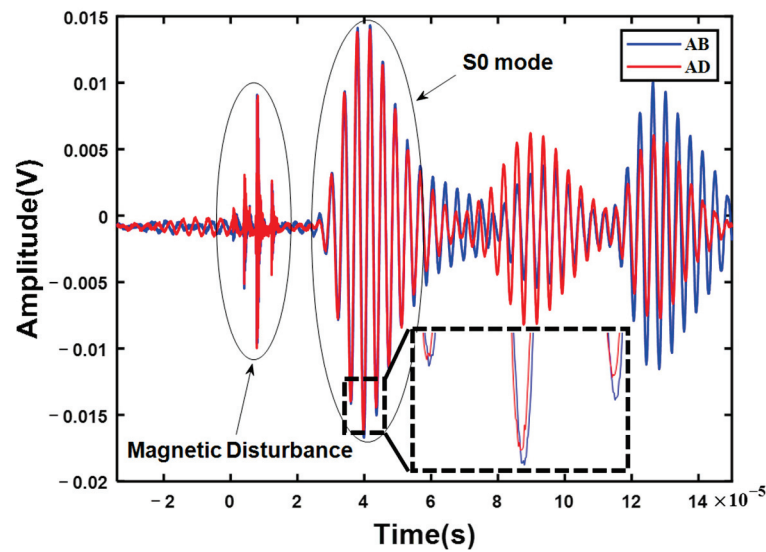 0.015
0.01
0.005
0
−0.005
−0.01
−0.015
−0.02
Amplitude(V)
S0 mode
AB
AD
Magnetic Disturbance
−2 0 2 4 6 8 10 12 14 ×10⁻⁵
Time(s)